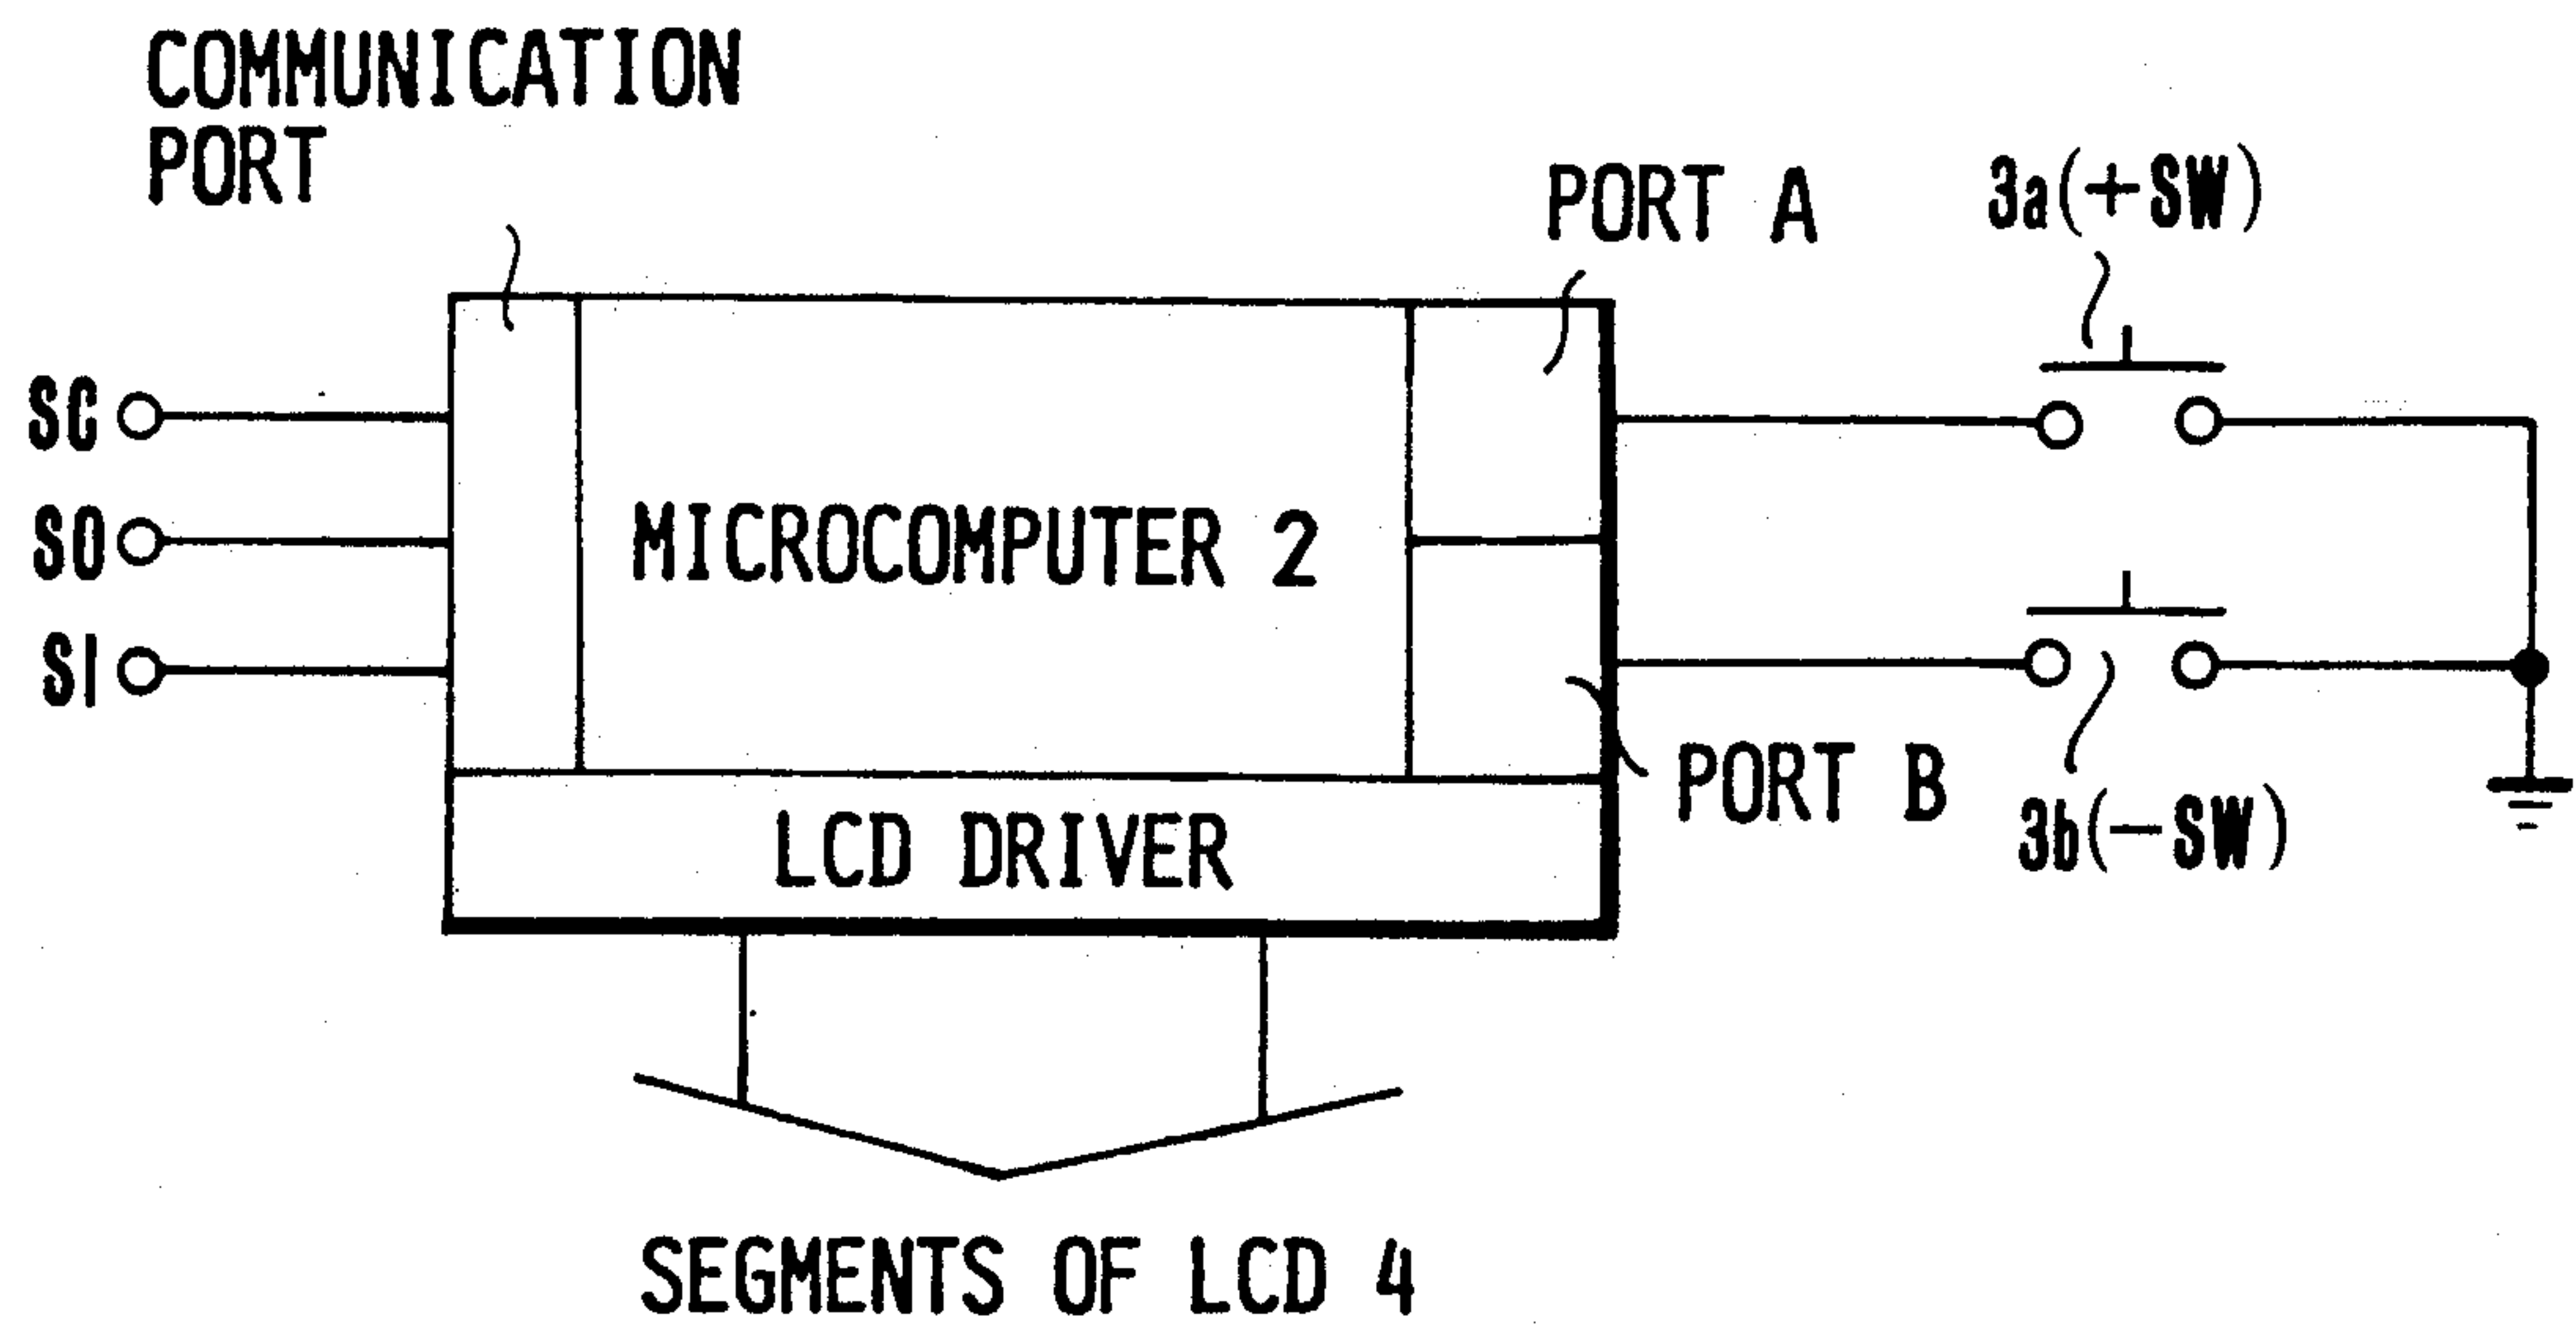 COMMUNICATION
PORT
PORT A
3a(+SW)
SC
SO
MICROCOMPUTER 2
SI
PORT B
LCD DRIVER
3b(-SW)
SEGMENTS OF LCD 4